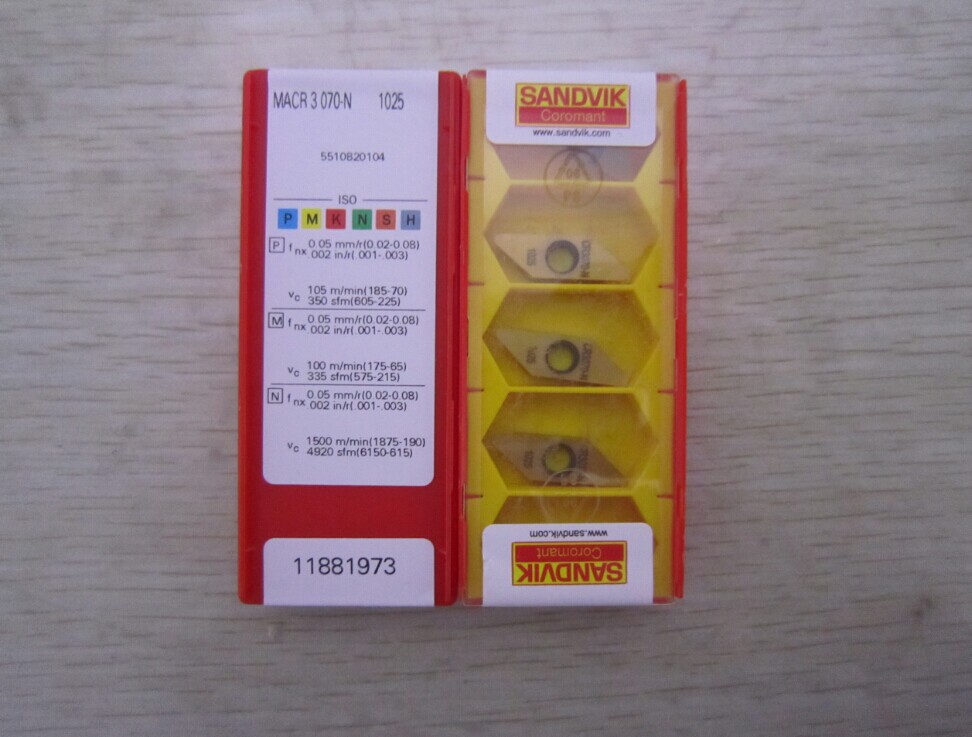 MACR 3 070-N 1025
5510820104
ISO
P M K N S H
P fnx 0.05 mm/r(0.02-0.08)
.002 in/r(.001-.003)
vc 105 m/min(185-70)
350 sfm(605-225)
M fnx 0.05 mm/r(0.02-0.08)
.002 in/r(.001-.003)
vc 100 m/min(175-65)
335 sfm(575-215)
N fnx 0.05 mm/r(0.02-0.08)
.002 in/r(.001-.003)
vc 1500 m/min(1875-190)
4920 sfm(6150-615)
11881973
SANDVIK
Coromant
www.sandvik.com
1025
1025
1025
www.sandvik.com
SANDVIK
Coromant